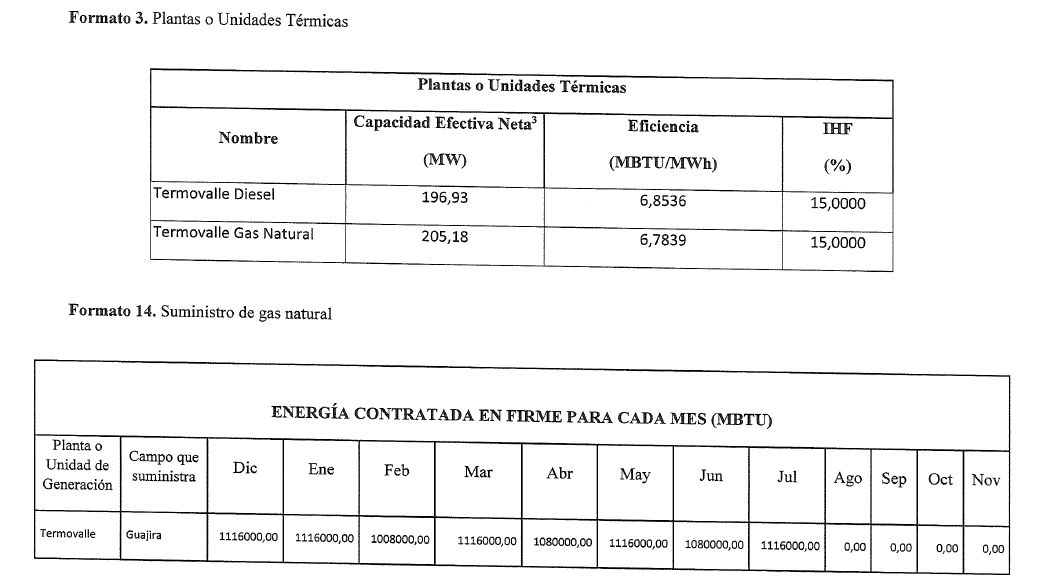 Formato 3. Plantas o Unidades Térmicas
Plantas o Unidades Térmicas
Nombre Capacidad Efectiva Neta³ (MW) Eficiencia (MBTU/MWh) IHF (%)
Termovalle Diesel 196,93 6,8536 15,0000
Termovalle Gas Natural 205,18 6,7839 15,0000
Formato 14. Suministro de gas natural
ENERGÍA CONTRATADA EN FIRME PARA CADA MES (MBTU)
Planta o Unidad de Generación Campo que suministra Dic Ene Feb Mar Abr May Jun Jul Ago Sep Oct Nov
Termovalle Guajira 1116000,00 1116000,00 1008000,00 1116000,00 1080000,00 1116000,00 1080000,00 1116000,00 0,00 0,00 0,00 0,00